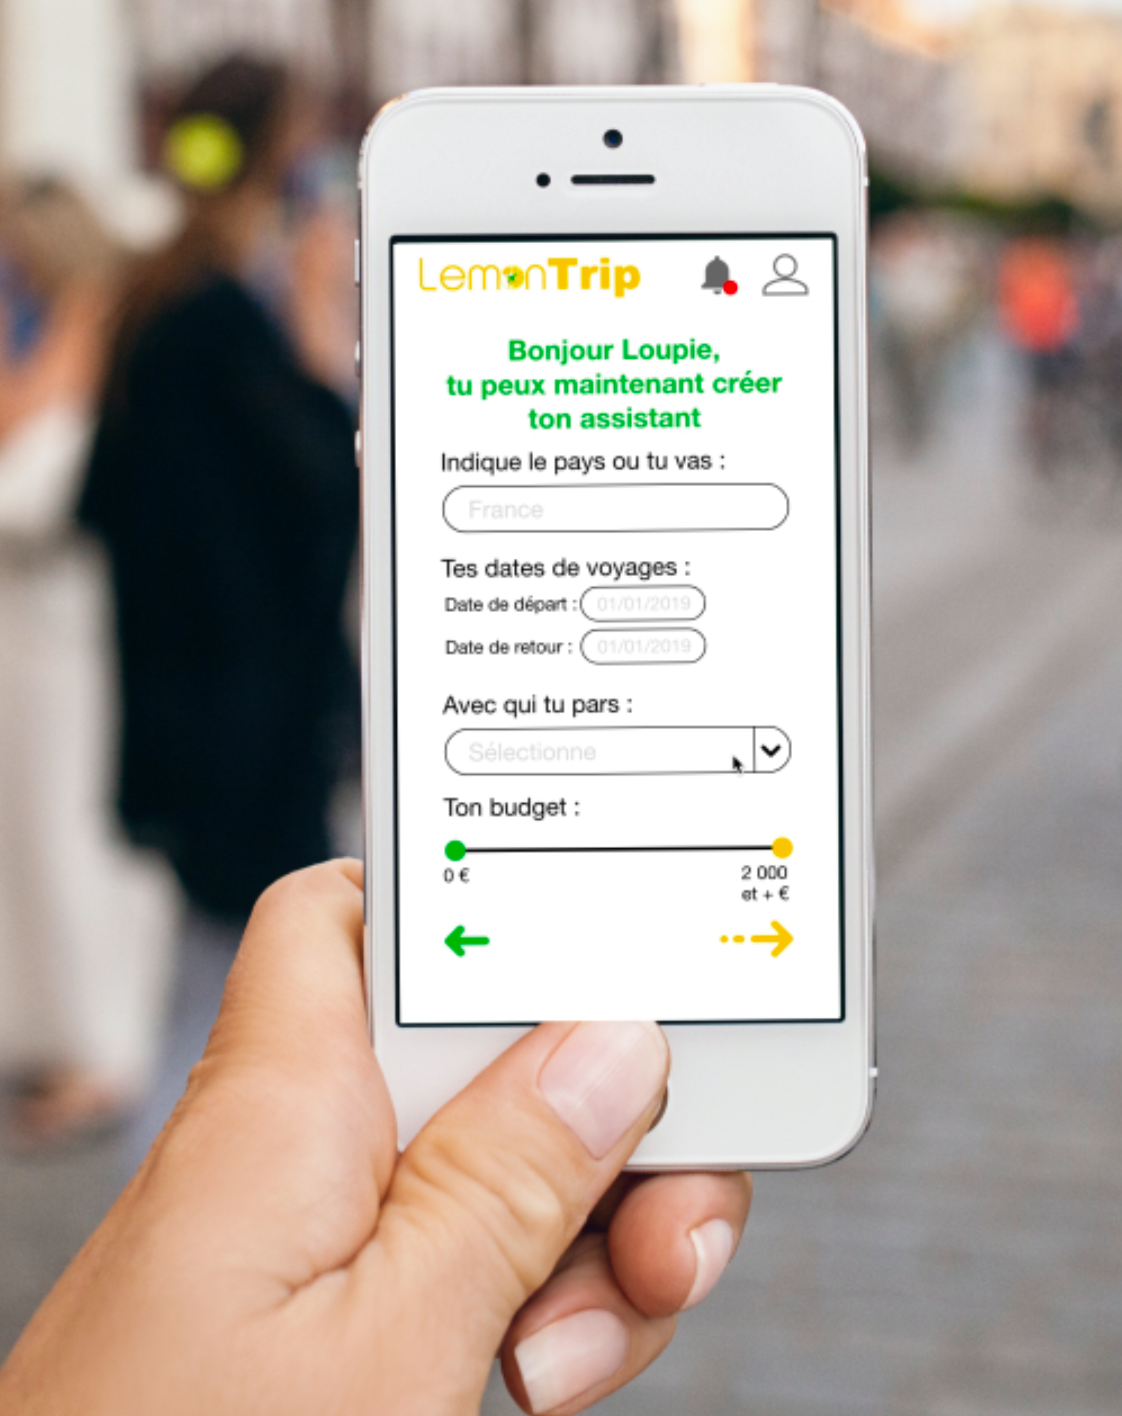 LemonTrip
Bonjour Loupie,
tu peux maintenant créer
ton assistant
Indique le pays ou tu vas :
France
Tes dates de voyages :
Date de départ : 01/01/2019
Date de retour : 01/01/2019
Avec qui tu pars :
Sélectionne
Ton budget :
0 €
2 000
et + €